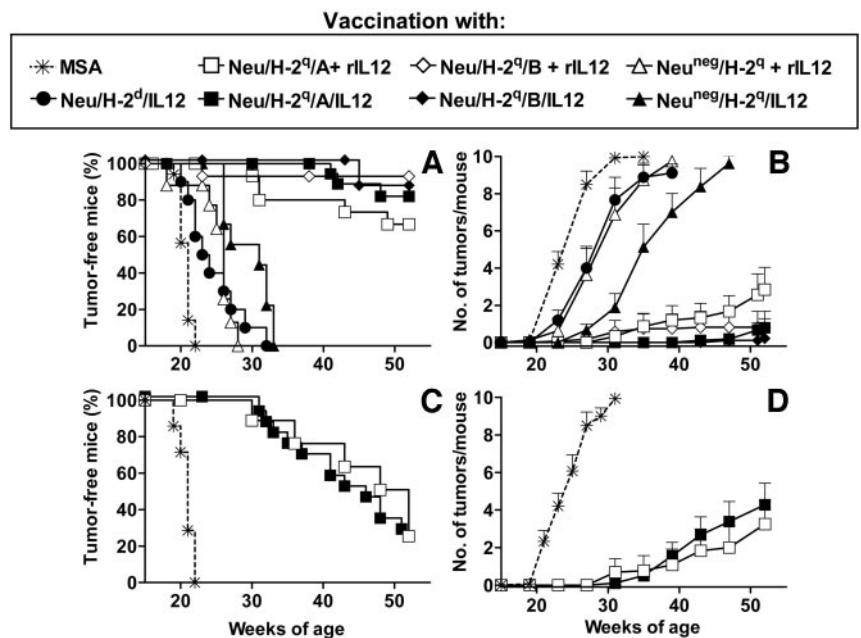 Vaccination with:
MSA
Neu/H-2q/A+ rIL12
Neu/H-2q/B + rIL12
Neuneg/H-2q + rIL12
Neu/H-2d/IL12
Neu/H-2q/A/IL12
Neu/H-2q/B/IL12
Neuneg/H-2q/IL12
A
Tumor-free mice (%)
100
80
60
40
20
0
20 30 40 50
B
No. of tumors/mouse
10
8
6
4
2
0
20 30 40 50
C
Tumor-free mice (%)
100
80
60
40
20
0
20 30 40 50
Weeks of age
D
No. of tumors/mouse
10
8
6
4
2
0
20 30 40 50
Weeks of age